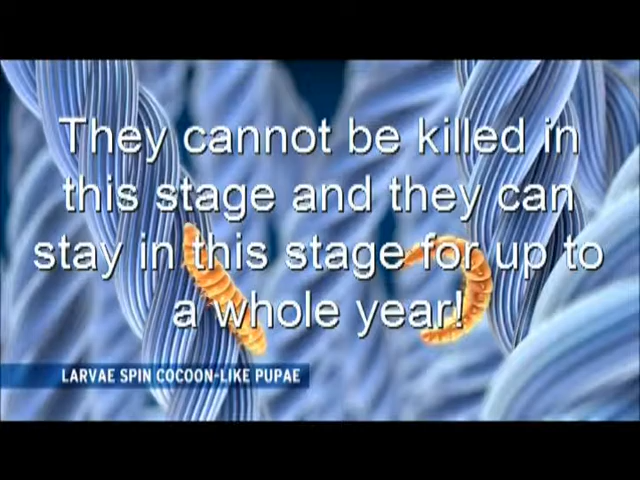 They cannot be killed in
this stage and they can
stay in this stage for up to
a whole year!
LARVAE SPIN COCOON-LIKE PUPAE